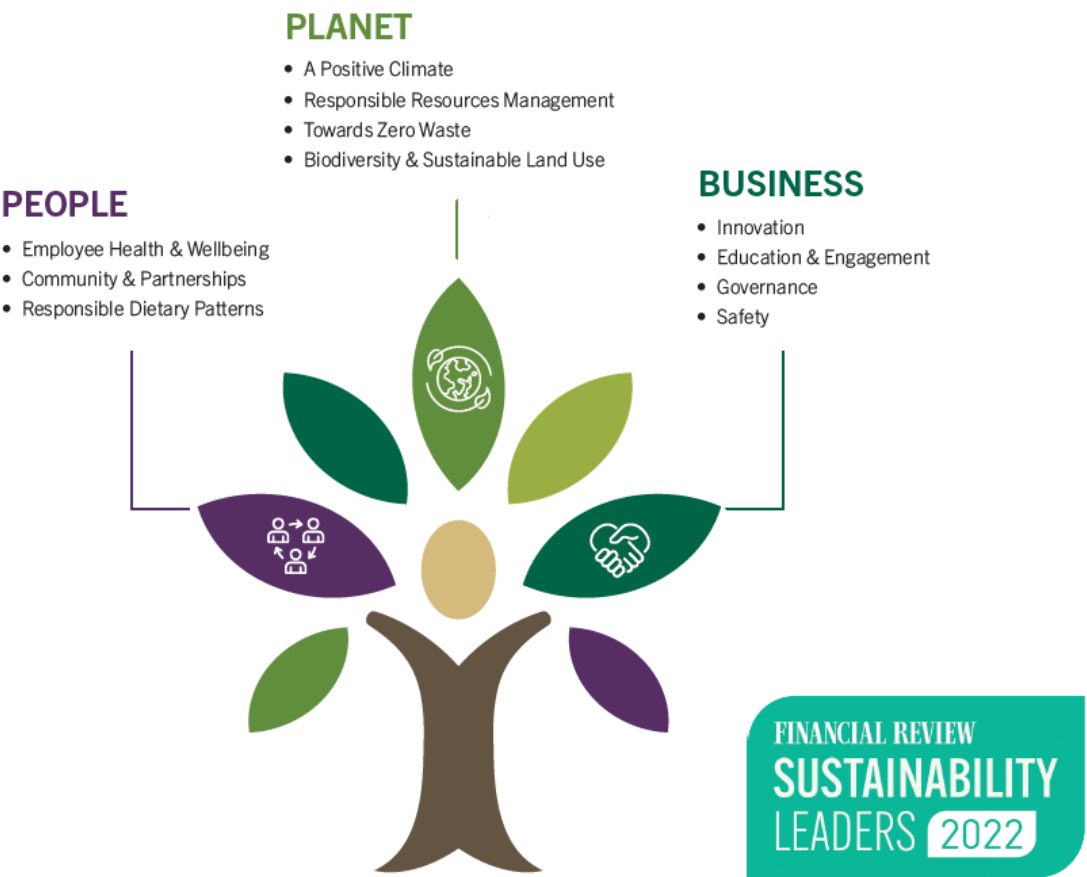 PLANET
• A Positive Climate
• Responsible Resources Management
• Towards Zero Waste
• Biodiversity & Sustainable Land Use
PEOPLE
• Employee Health & Wellbeing
• Community & Partnerships
• Responsible Dietary Patterns
BUSINESS
• Innovation
• Education & Engagement
• Governance
• Safety
FINANCIAL REVIEW
SUSTAINABILITY
LEADERS 2022